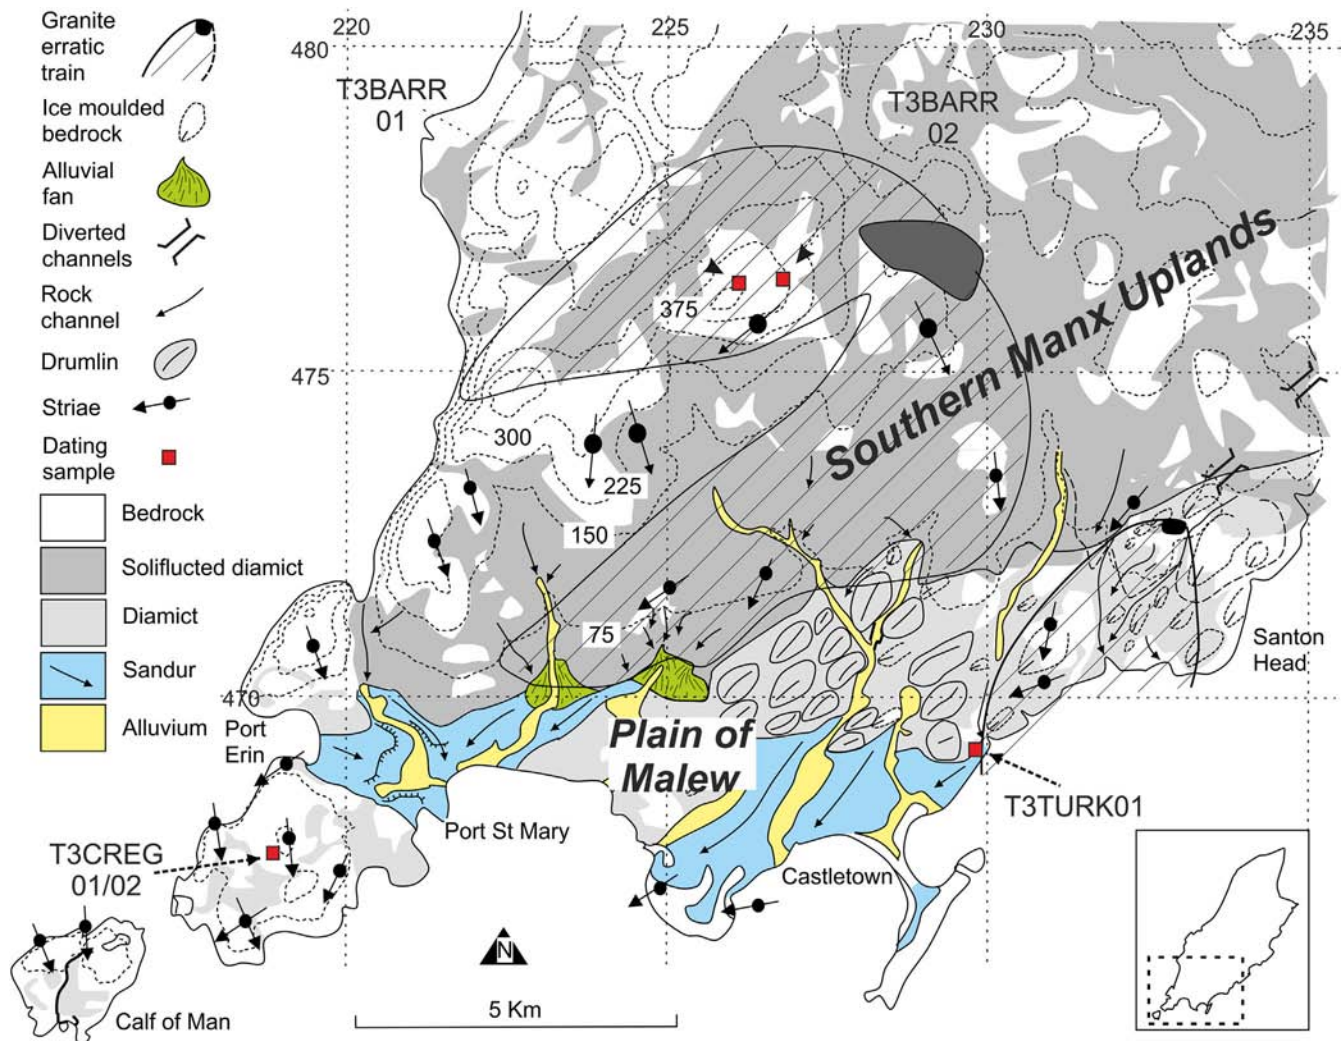 Granite
erratic
train
Ice moulded
bedrock
Alluvial
fan
Diverted
channels
Rock
channel
Drumlin
Striae
Dating
sample
Bedrock
Soliflucted diamict
Diamict
Sandur
Alluvium
220
225
230
235
480
475
470
T3BARR
01
T3BARR
02
375
300
225
150
75
Southern Manx Uplands
Santon
Head
Port
Erin
Plain of
Malew
T3TURK01
Port St Mary
T3CREG
01/02
Castletown
N
5 Km
Calf of Man